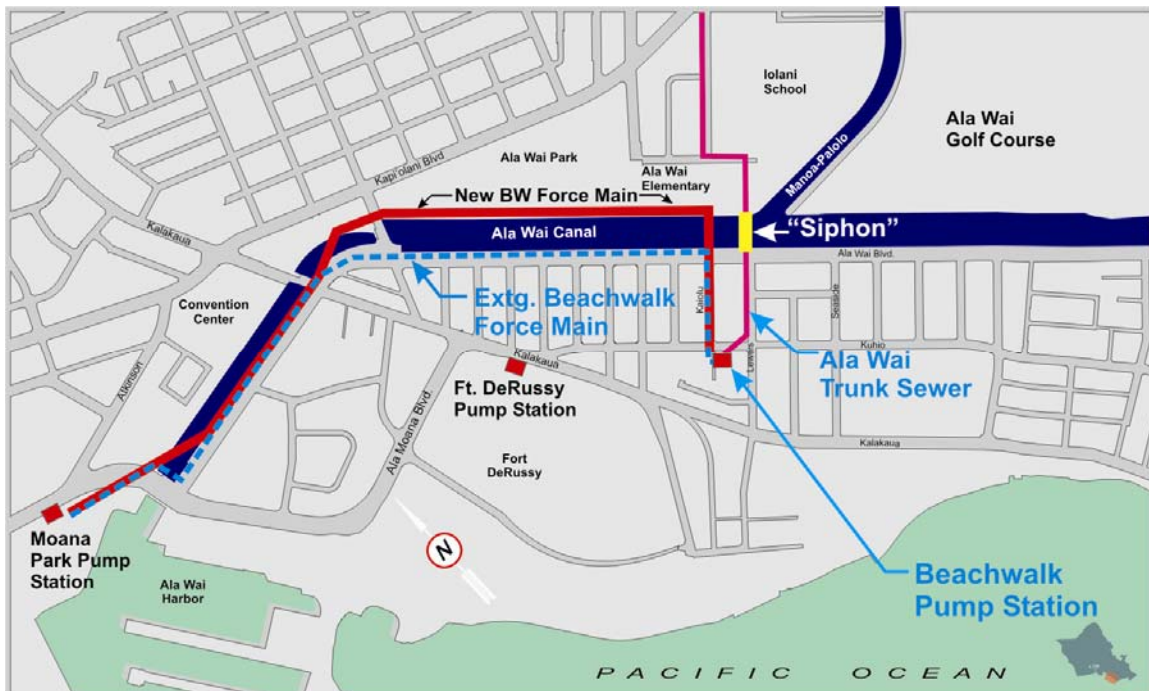 Iolani
School
Ala Wai
Golf Course
Manoa-Palolo
Ala Wai Park
Ala Wai
Elementary
Kapi'olani Blvd
New BW Force Main
Kalakaua
Ala Wai Canal
"Siphon"
Ala Wai Blvd.
Convention
Center
Extg. Beachwalk
Force Main
Kaiolu
Seaside
Kuhio
Lewers
Kalakaua
Ala Wai
Trunk Sewer
Atkinson
Ft. DeRussy
Pump Station
Ala Moana Blvd.
Kalakaua
Fort
DeRussy
Moana
Park Pump
Station
N
Ala Wai
Harbor
Beachwalk
Pump Station
PACIFIC OCEAN